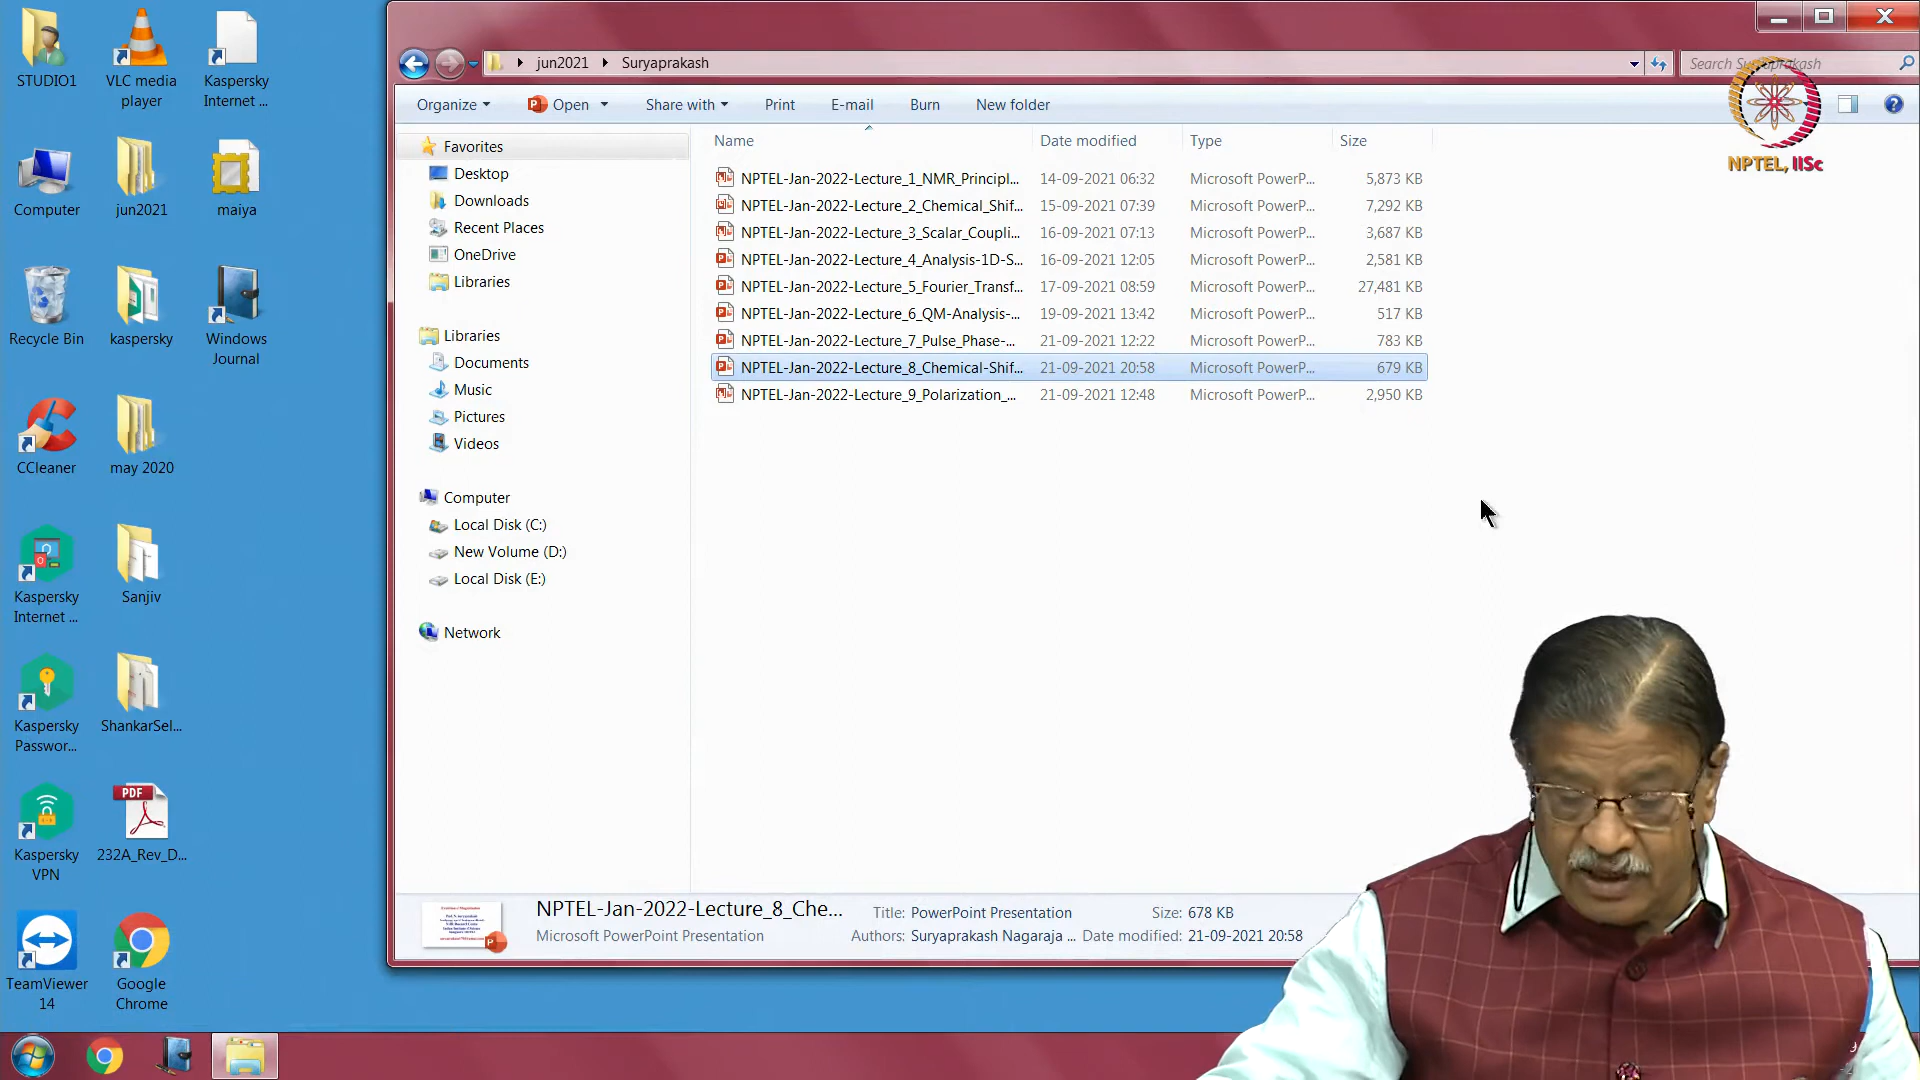 STUDIO1
VLC media
player
Kaspersky
Internet ...
Computer
jun2021
maiya
Recycle Bin
kaspersky
Windows
Journal
CCleaner
may 2020
Kaspersky
Internet ...
Sanjiv
Kaspersky
Passwor...
ShankarSel...
Kaspersky
VPN
PDF
232A_Rev_D...
TeamViewer
14
Google
Chrome
jun2021 Suryaprakash
Search Suryaprakash
Organize Open Share with Print E-mail Burn New folder
NPTEL, IISc
Favorites
Desktop
Downloads
Recent Places
OneDrive
Libraries
Libraries
Documents
Music
Pictures
Videos
Computer
Local Disk (C:)
New Volume (D:)
Local Disk (E:)
Network
Name Date modified Type Size
NPTEL-Jan-2022-Lecture_1_NMR_Principl... 14-09-2021 06:32 Microsoft PowerP... 5,873 KB
NPTEL-Jan-2022-Lecture_2_Chemical_Shif... 15-09-2021 07:39 Microsoft PowerP... 7,292 KB
NPTEL-Jan-2022-Lecture_3_Scalar_Coupli... 16-09-2021 07:13 Microsoft PowerP... 3,687 KB
NPTEL-Jan-2022-Lecture_4_Analysis-1D-S... 16-09-2021 12:05 Microsoft PowerP... 2,581 KB
NPTEL-Jan-2022-Lecture_5_Fourier_Transf... 17-09-2021 08:59 Microsoft PowerP... 27,481 KB
NPTEL-Jan-2022-Lecture_6_QM-Analysis-... 19-09-2021 13:42 Microsoft PowerP... 517 KB
NPTEL-Jan-2022-Lecture_7_Pulse_Phase-... 21-09-2021 12:22 Microsoft PowerP... 783 KB
NPTEL-Jan-2022-Lecture_8_Chemical-Shif... 21-09-2021 20:58 Microsoft PowerP... 679 KB
NPTEL-Jan-2022-Lecture_9_Polarization_... 21-09-2021 12:48 Microsoft PowerP... 2,950 KB
NPTEL-Jan-2022-Lecture_8_Che... Title: PowerPoint Presentation Size: 678 KB
Microsoft PowerPoint Presentation Authors: Suryaprakash Nagaraja ... Date modified: 21-09-2021 20:58